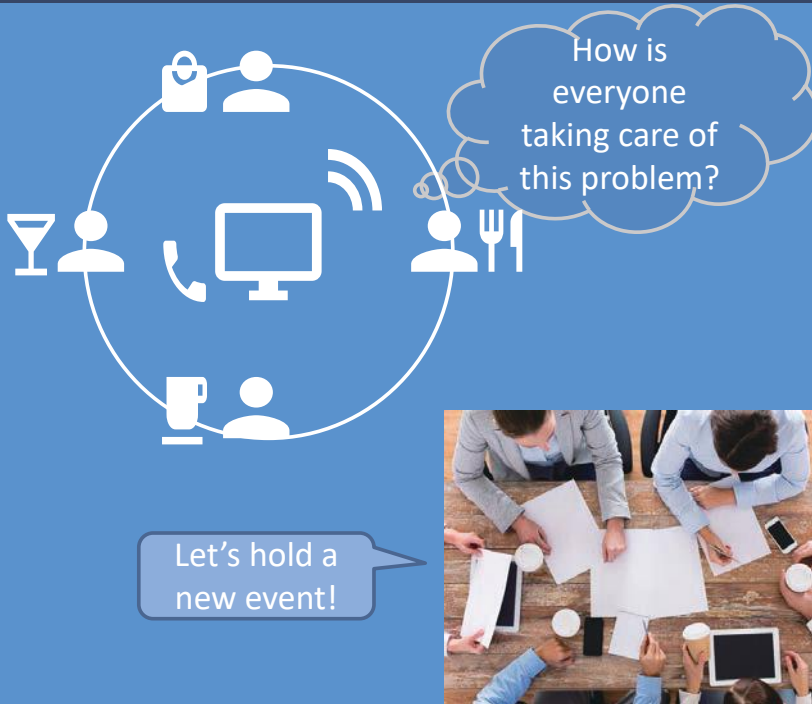 How is
everyone
taking care of
this problem?
Let's hold a
new event!